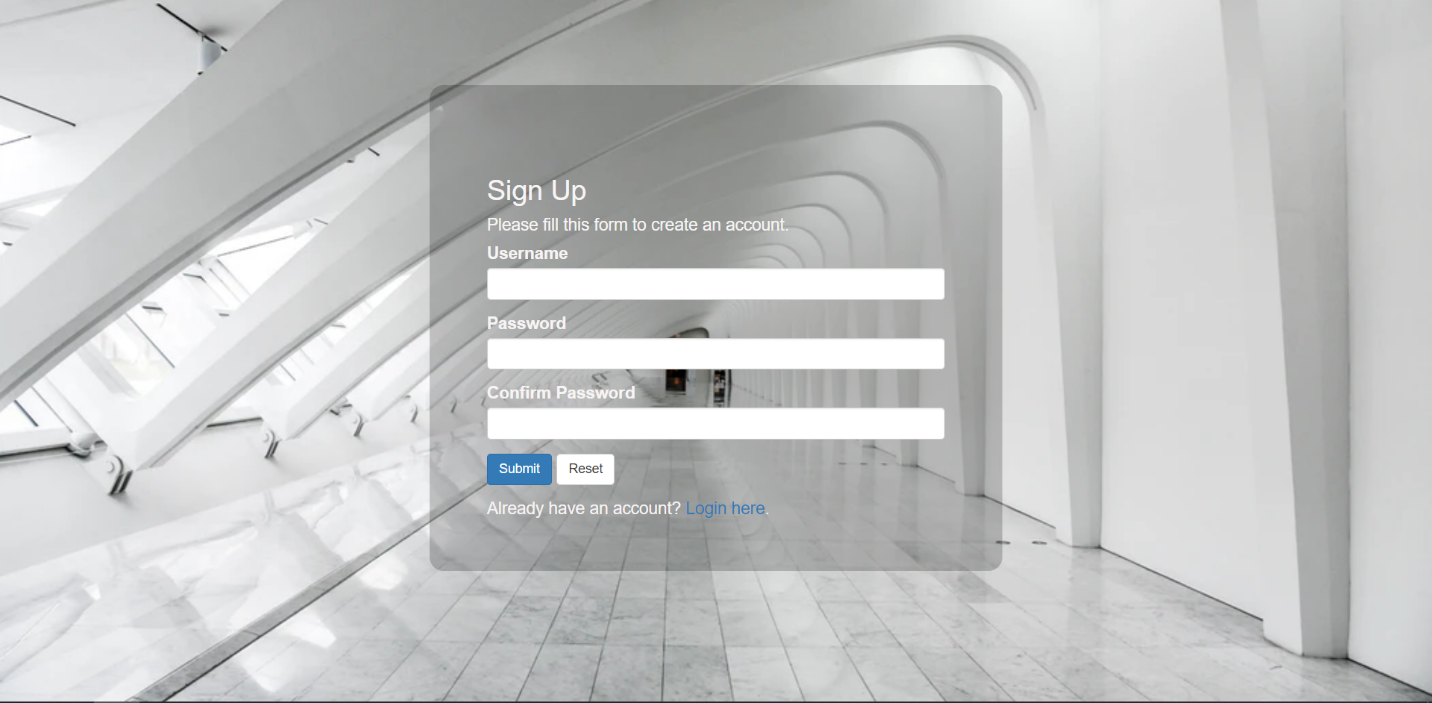 Sign Up
Please fill this form to create an account.
Username
Password
Confirm Password
Submit Reset
Already have an account? Login here.